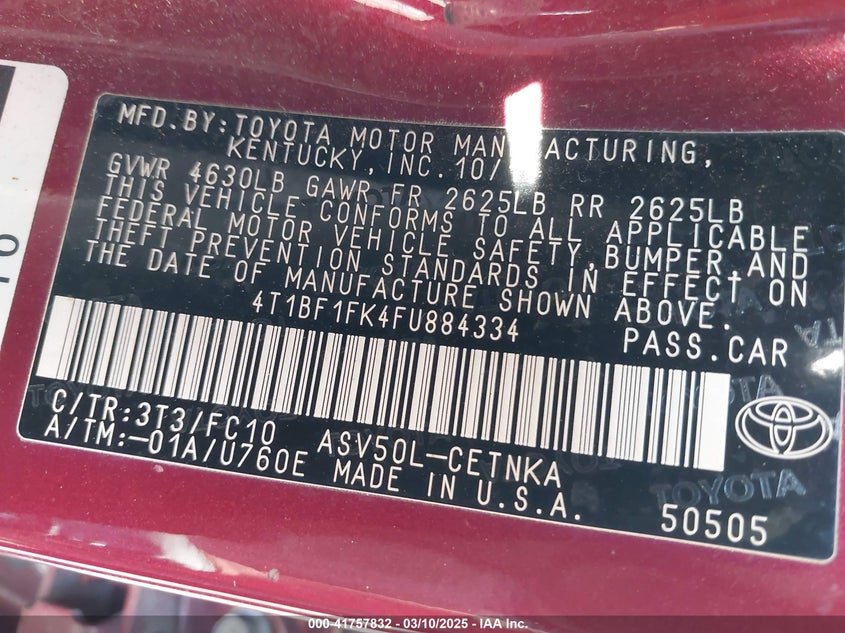 MFD.BY:TOYOTA MOTOR MAN FACTURING,
KENTUCKY, INC. 10/
GVWR 4630LB GAWR FR 2625LB RR 2625LB
THIS VEHICLE CONFORMS TO ALL APPLICABLE
FEDERAL MOTOR VEHICLE SAFETY,BUMPER,AND
THEFT PREVENTION STANDARDS IN EFFECT ON
THE DATE OF MANUFACTURE SHOWN ABOVE.
4T1BF1FK4FU884334 PASS.CAR
C/TR:3T3/FC10 ASV50L-CETNKA
A/TM:-01A/U760E MADE IN U.S.A.
50505
TOYOTA
000-41757832 — 03/10/2025 — IAA Inc.